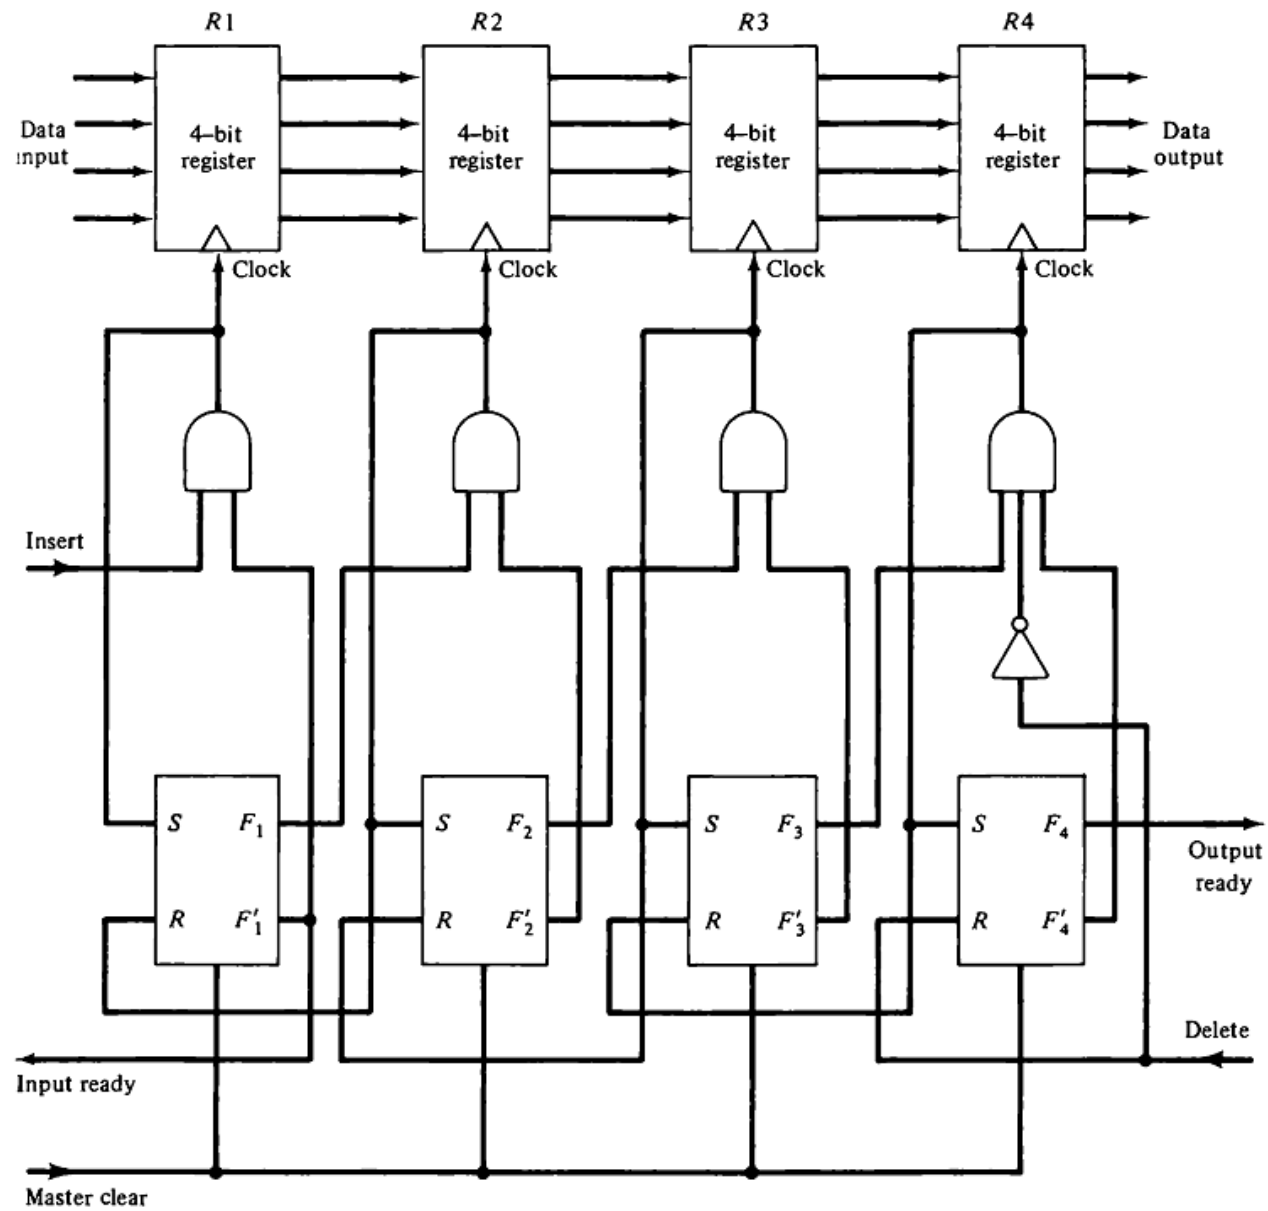 R1 R2 R3 R4
Data
input
4-bit
register
4-bit
register
4-bit
register
4-bit
register
Data
output
Clock Clock Clock Clock
Insert
S F₁ S F₂ S F₃ S F₄
Output
ready
R F′₁ R F′₂ R F′₃ R F′₄
Delete
Input ready
Master clear